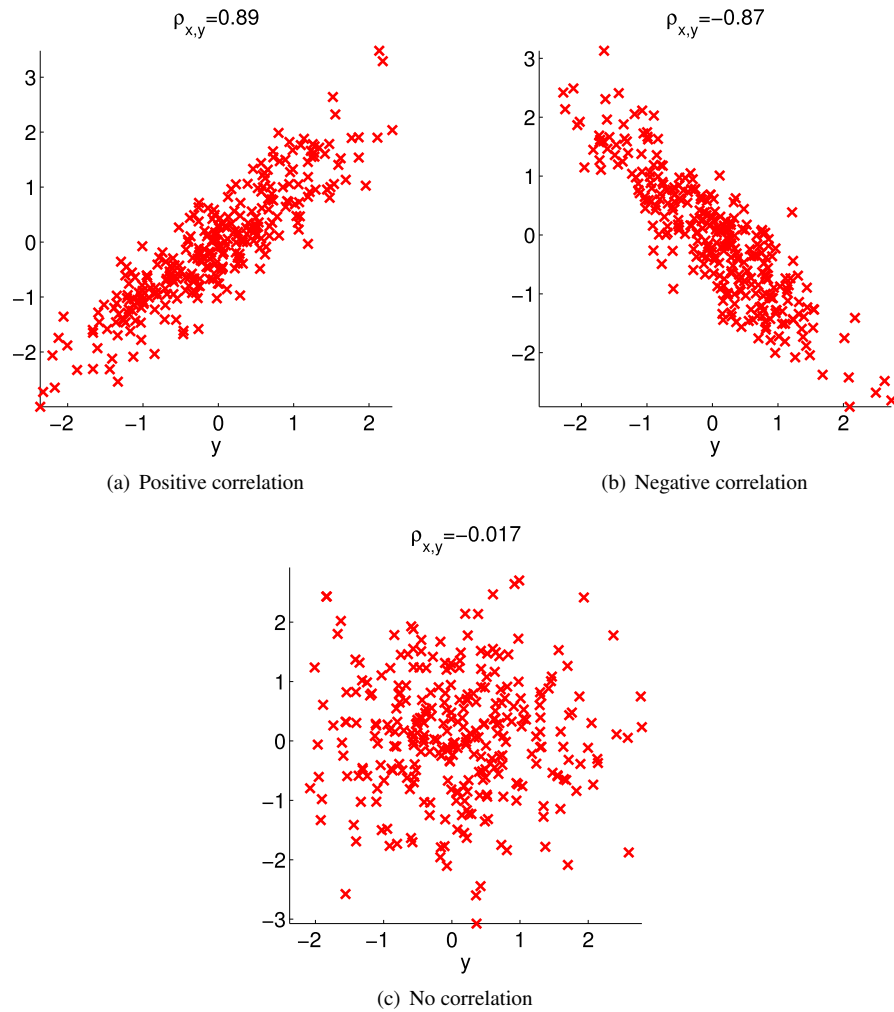 ρx,y=0.89
3
2
1
0
−1
−2
−2 −1 0 1 2
y
(a) Positive correlation
ρx,y=−0.87
3
2
1
0
−1
−2
−2 −1 0 1 2
y
(b) Negative correlation
ρx,y=−0.017
2
1
0
−1
−2
−3
−2 −1 0 1 2
y
(c) No correlation